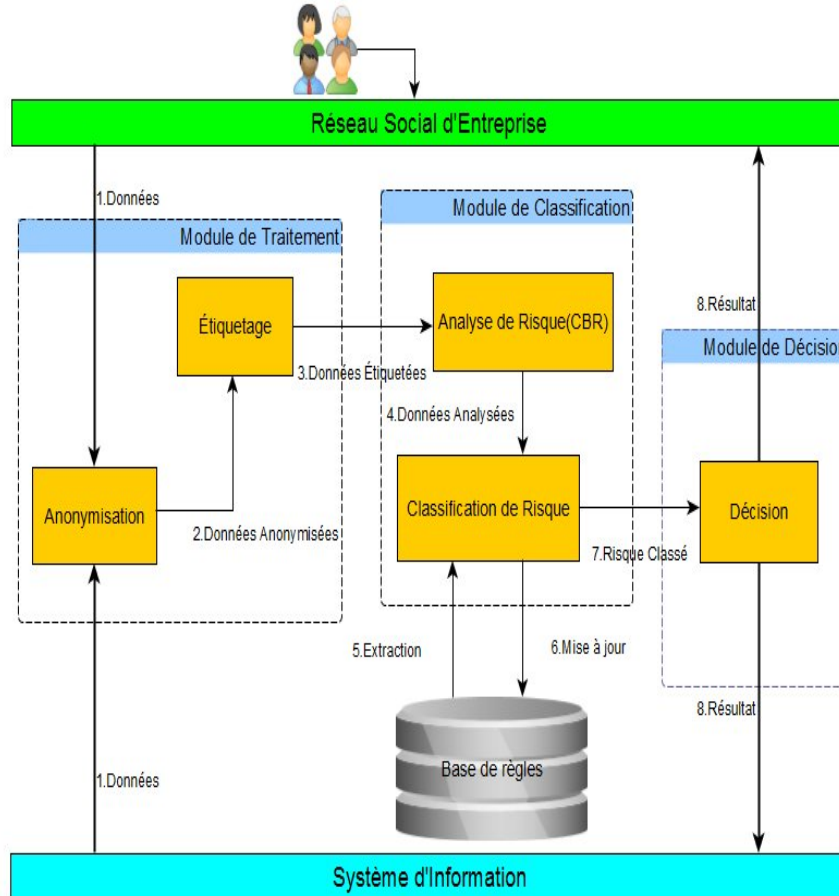 Réseau Social d'Entreprise
1.Données
Module de Traitement
Module de Classification
Étiquetage
Analyse de Risque(CBR)
8.Résultat
Module de Décision
3.Données Étiquetées
4.Données Analysées
Anonymisation
2.Données Anonymisées
Classification de Risque
7.Risque Classé
Décision
5.Extraction
6.Mise à jour
8.Résultat
Base de règles
1.Données
Système d'Information